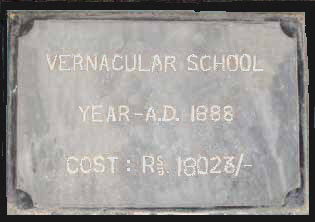 VERNACULAR SCHOOL
YEAR-A.D. 1888
COST : Rs. 18023/-